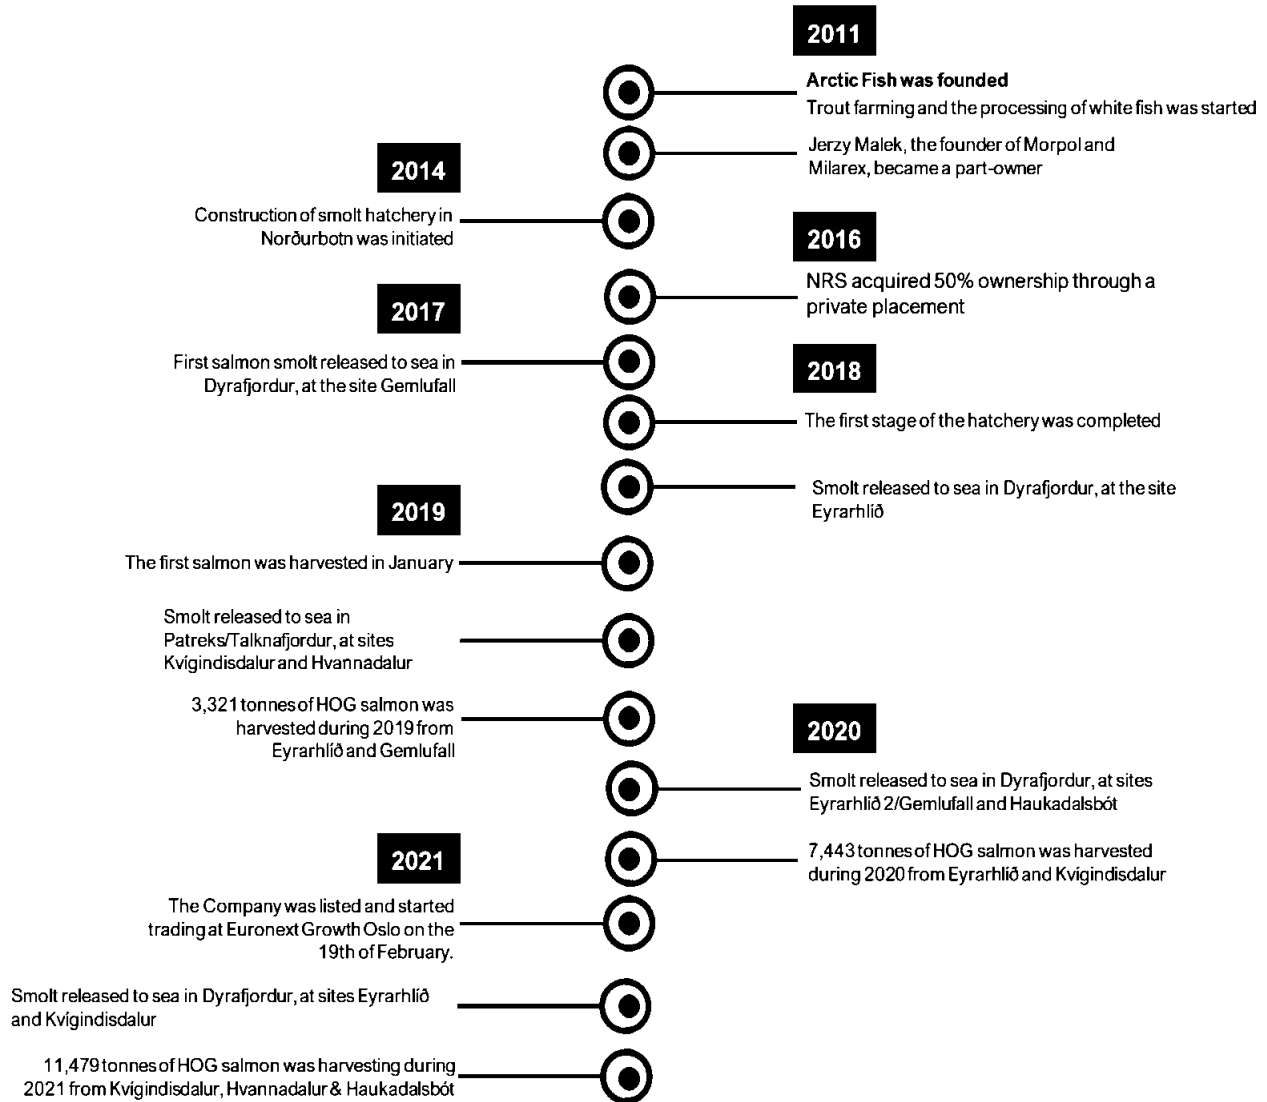 2011
Arctic Fish was founded
Trout farming and the processing of white fish was started
Jerzy Malek, the founder of Morpol and
Milarex, became a part-owner
2014
Construction of smolt hatchery in
Norðurbotn was initiated
2016
NRS acquired 50% ownership through a
private placement
2017
First salmon smolt released to sea in
Dyrafjordur, at the site Gemlufall
2018
The first stage of the hatchery was completed
Smolt released to sea in Dyrafjordur, at the site
Eyrarhlíð
2019
The first salmon was harvested in January
Smolt released to sea in
Patreks/Talknafjordur, at sites
Kvígindisdalur and Hvannadalur
3,321 tonnes of HOG salmon was
harvested during 2019 from
Eyrarhlíð and Gemlufall
2020
Smolt released to sea in Dyrafjordur, at sites
Eyrarhlíð 2/Gemlufall and Haukadalsbót
7,443 tonnes of HOG salmon was harvested
during 2020 from Eyrarhlíð and Kvígindisdalur
2021
The Company was listed and started
trading at Euronext Growth Oslo on the
19th of February.
Smolt released to sea in Dyrafjordur, at sites Eyrarhlíð
and Kvígindisdalur
11,479 tonnes of HOG salmon was harvesting during
2021 from Kvígindisdalur, Hvannadalur & Haukadalsbót